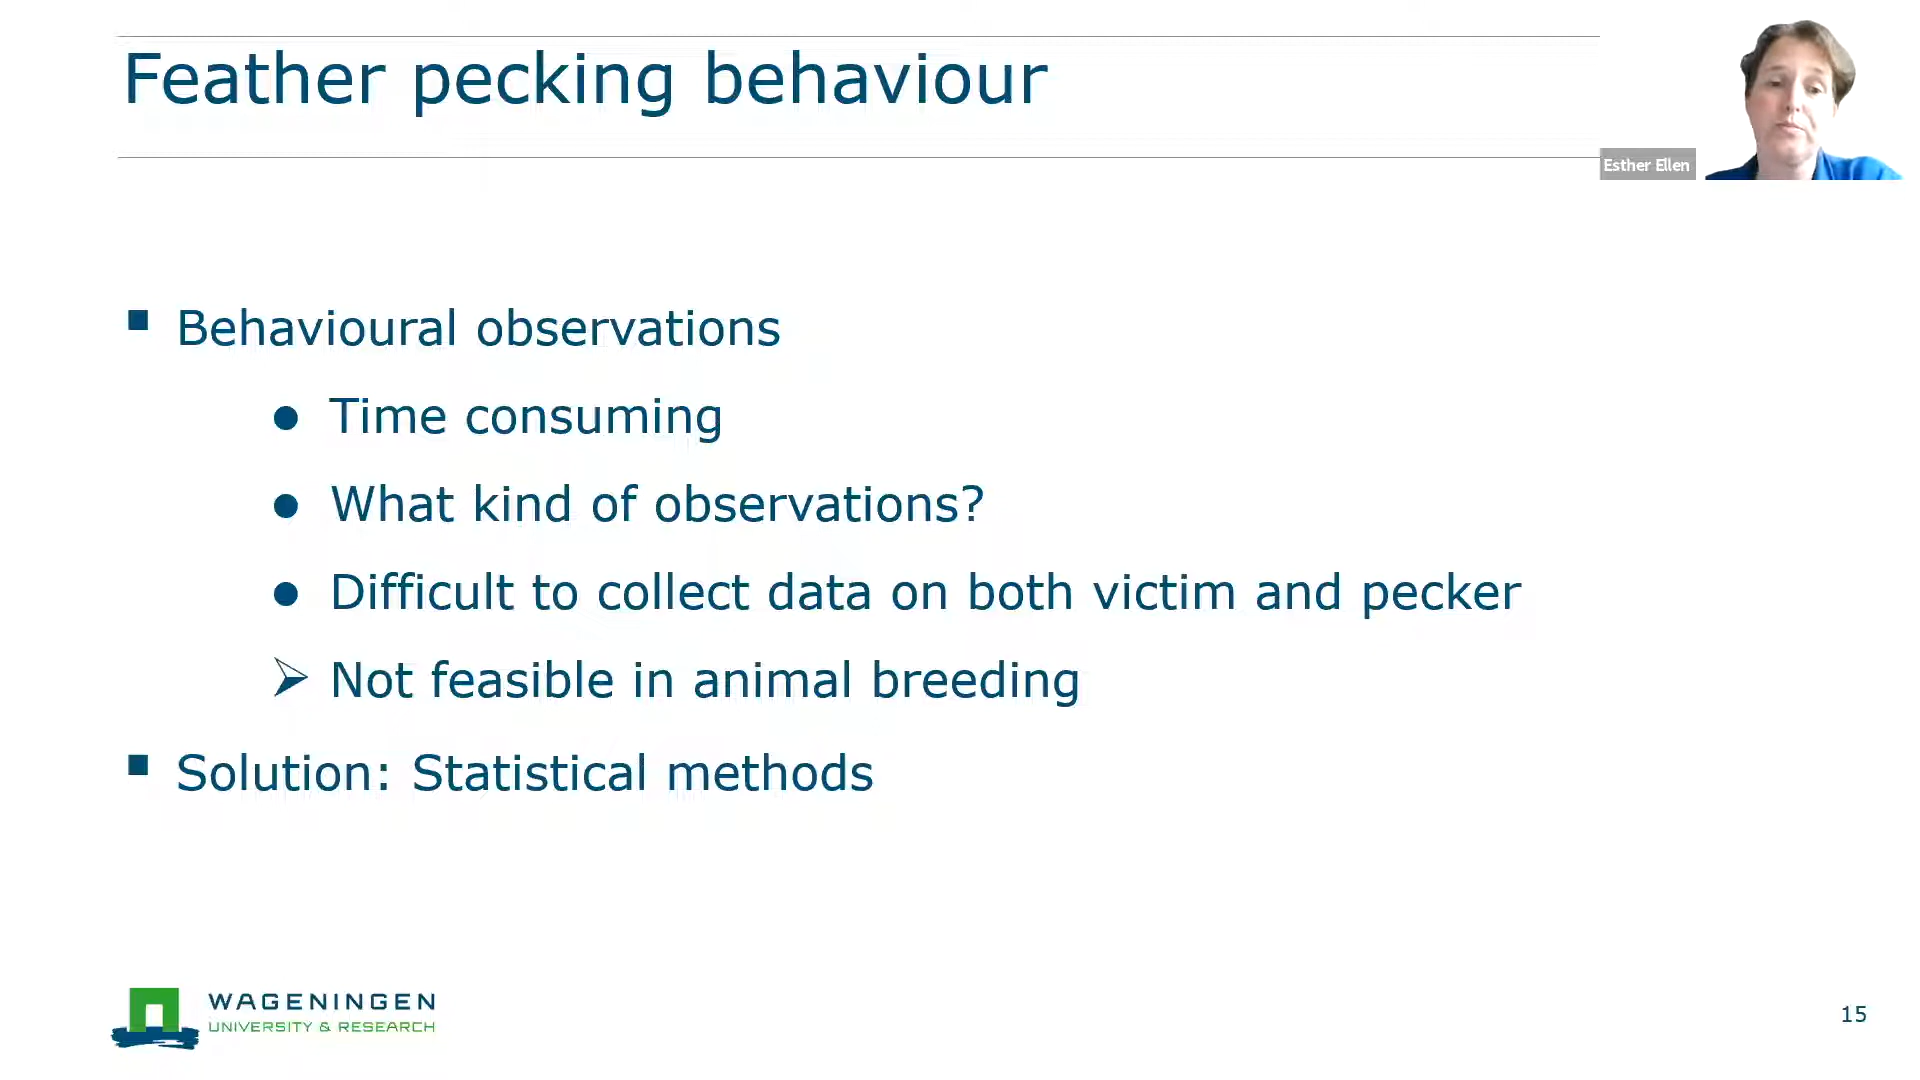 Feather pecking behaviour
Esther Ellen
Behavioural observations
Time consuming
What kind of observations?
Difficult to collect data on both victim and pecker
Not feasible in animal breeding
Solution: Statistical methods
WAGENINGEN
UNIVERSITY & RESEARCH
15